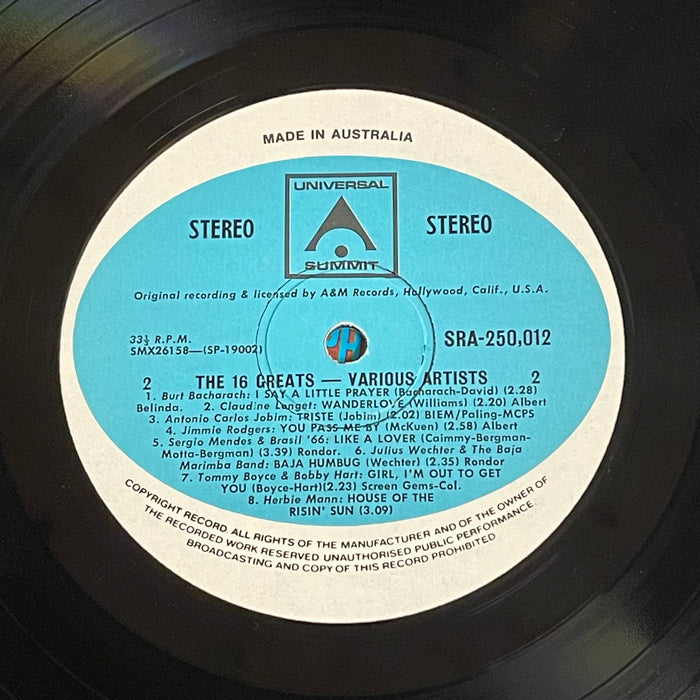 MADE IN AUSTRALIA
UNIVERSAL
SUMMIT
STEREO
STEREO
Original recording & licensed by A&M Records, Hollywood, Calif., U.S.A.
33⅓ R.P.M.
SMX26158—(SP-19002)
SRA-250,012
2 THE 16 GREATS — VARIOUS ARTISTS 2
1. Burt Bacharach: I SAY A LITTLE PRAYER (Bacharach-David) (2.28)
Belinda. 2. Claudine Longet: WANDERLOVE (Williams) (2.20) Albert
3. Antonio Carlos Jobim: TRISTE (Jobim) (2.02) BIEM/Paling-MCPS
4. Jimmie Rodgers: YOU PASS ME BY (McKuen) (2.58) Albert
5. Sergio Mendes & Brasil '66: LIKE A LOVER (Caimmy-Bergman-
Motta-Bergman) (3.39) Rondor. 6. Julius Wechter & The Baja
Marimba Band: BAJA HUMBUG (Wechter) (2.35) Rondor
7. Tommy Boyce & Bobby Hart: GIRL, I'M OUT TO GET
YOU (Boyce-Hart)(2.23) Screen Gems-Col.
8. Herbie Mann: HOUSE OF THE
RISIN' SUN (3.09)
COPYRIGHT RECORD. ALL RIGHTS OF THE MANUFACTURER AND OF THE OWNER OF
THE RECORDED WORK RESERVED UNAUTHORISED PUBLIC PERFORMANCE.
BROADCASTING AND COPY OF THIS RECORD PROHIBITED